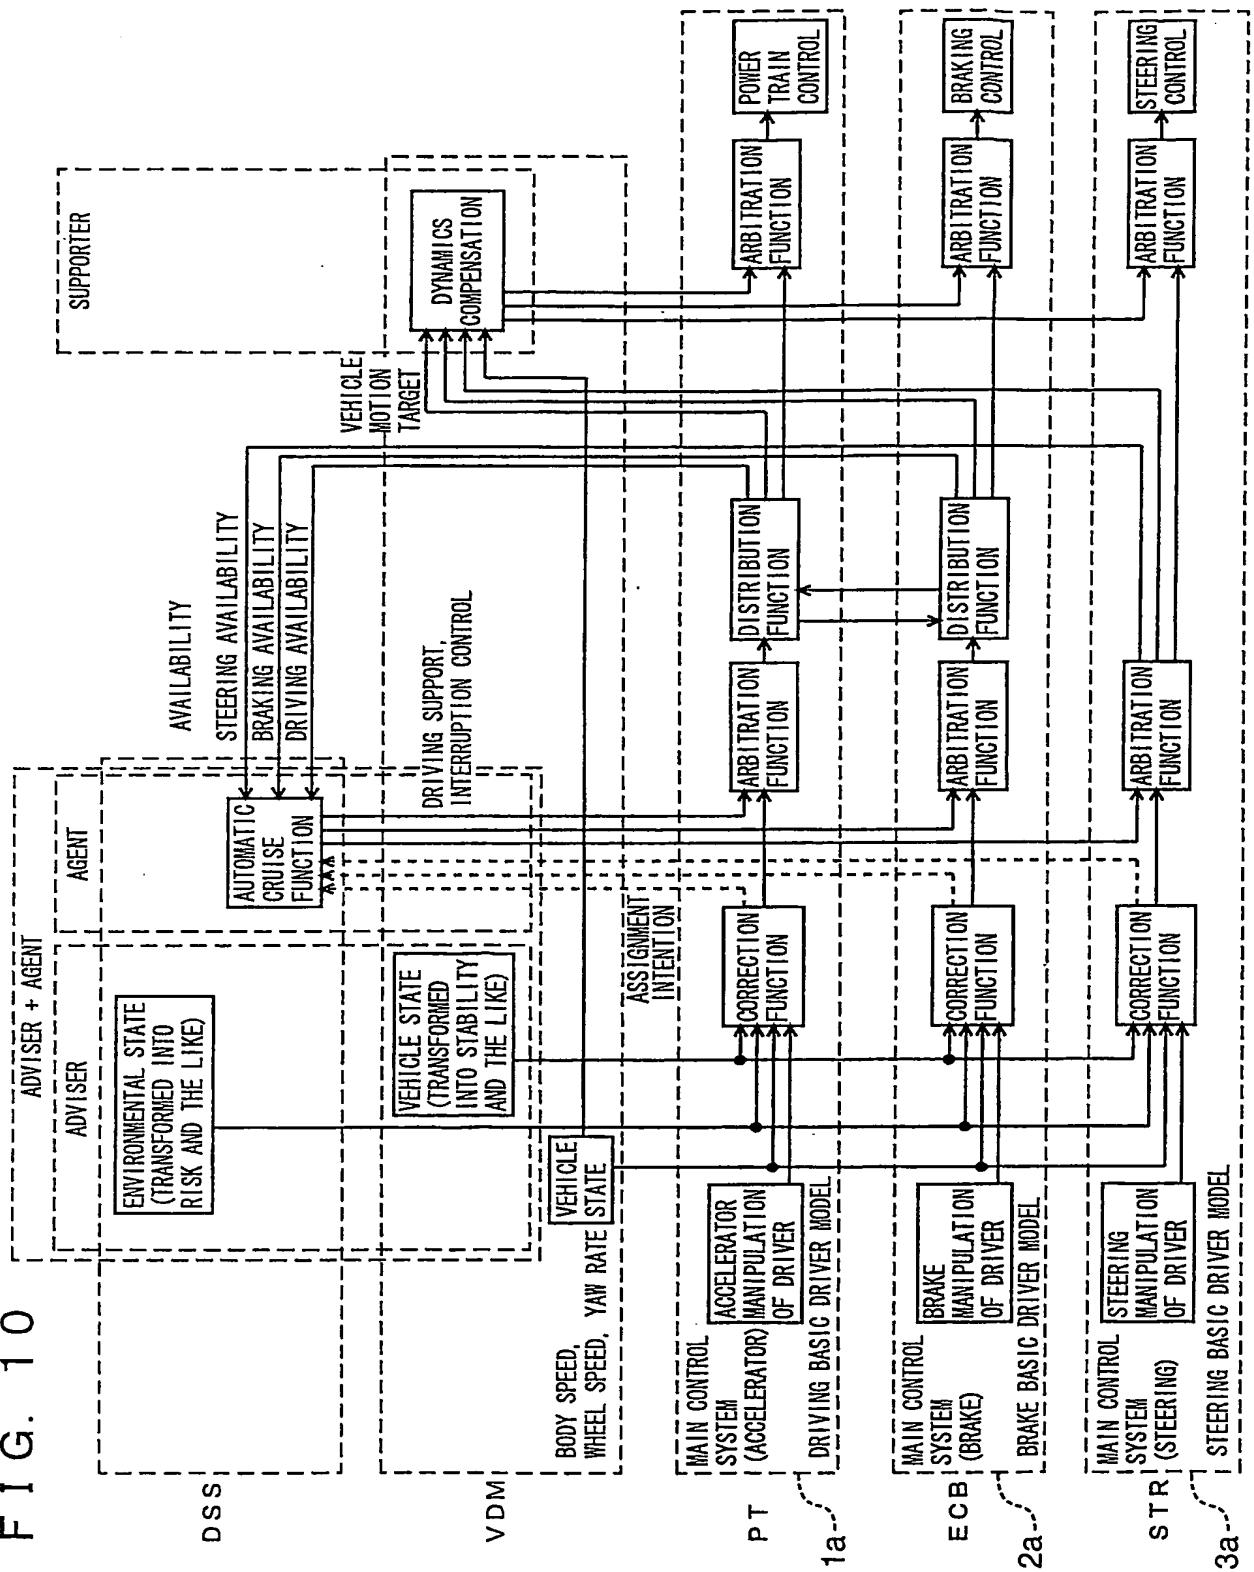 FIG. 10
ADVISER + AGENT
ADVISER
AGENT
SUPPORTER
DSS
ENVIRONMENTAL STATE
(TRANSFORMED INTO
RISK AND THE LIKE)
AUTOMATIC
CRUISE
FUNCTION
AVAILABILITY
STEERING AVAILABILITY
BRAKING AVAILABILITY
DRIVING AVAILABILITY
VEHICLE
MOTION
TARGET
VDM
VEHICLE STATE
(TRANSFORMED
INTO STABILITY
AND THE LIKE)
DRIVING SUPPORT,
INTERRUPTION CONTROL
DYNAMICS
COMPENSATION
BODY SPEED,
WHEEL SPEED, YAW RATE
VEHICLE
STATE
ASSIGNMENT
INTENTION
PT
1a
MAIN CONTROL
SYSTEM
(ACCELERATOR)
ACCELERATOR
MANIPULATION
OF DRIVER
DRIVING BASIC DRIVER MODEL
CORRECTION
FUNCTION
ARBITRATION
FUNCTION
DISTRIBUTION
FUNCTION
ARBITRATION
FUNCTION
POWER
TRAIN
CONTROL
ECB
2a
MAIN CONTROL
SYSTEM
(BRAKE)
BRAKE
MANIPULATION
OF DRIVER
BRAKE BASIC DRIVER MODEL
CORRECTION
FUNCTION
ARBITRATION
FUNCTION
DISTRIBUTION
FUNCTION
ARBITRATION
FUNCTION
BRAKING
CONTROL
STR
3a
MAIN CONTROL
SYSTEM
(STEERING)
STEERING
MANIPULATION
OF DRIVER
STEERING BASIC DRIVER MODEL
CORRECTION
FUNCTION
ARBITRATION
FUNCTION
ARBITRATION
FUNCTION
STEERING
CONTROL